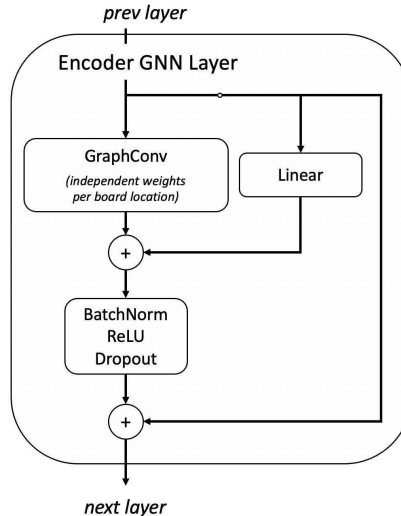 prev layer
Encoder GNN Layer
GraphConv
(independent weights
per board location)
Linear
+
BatchNorm
ReLU
Dropout
+
next layer